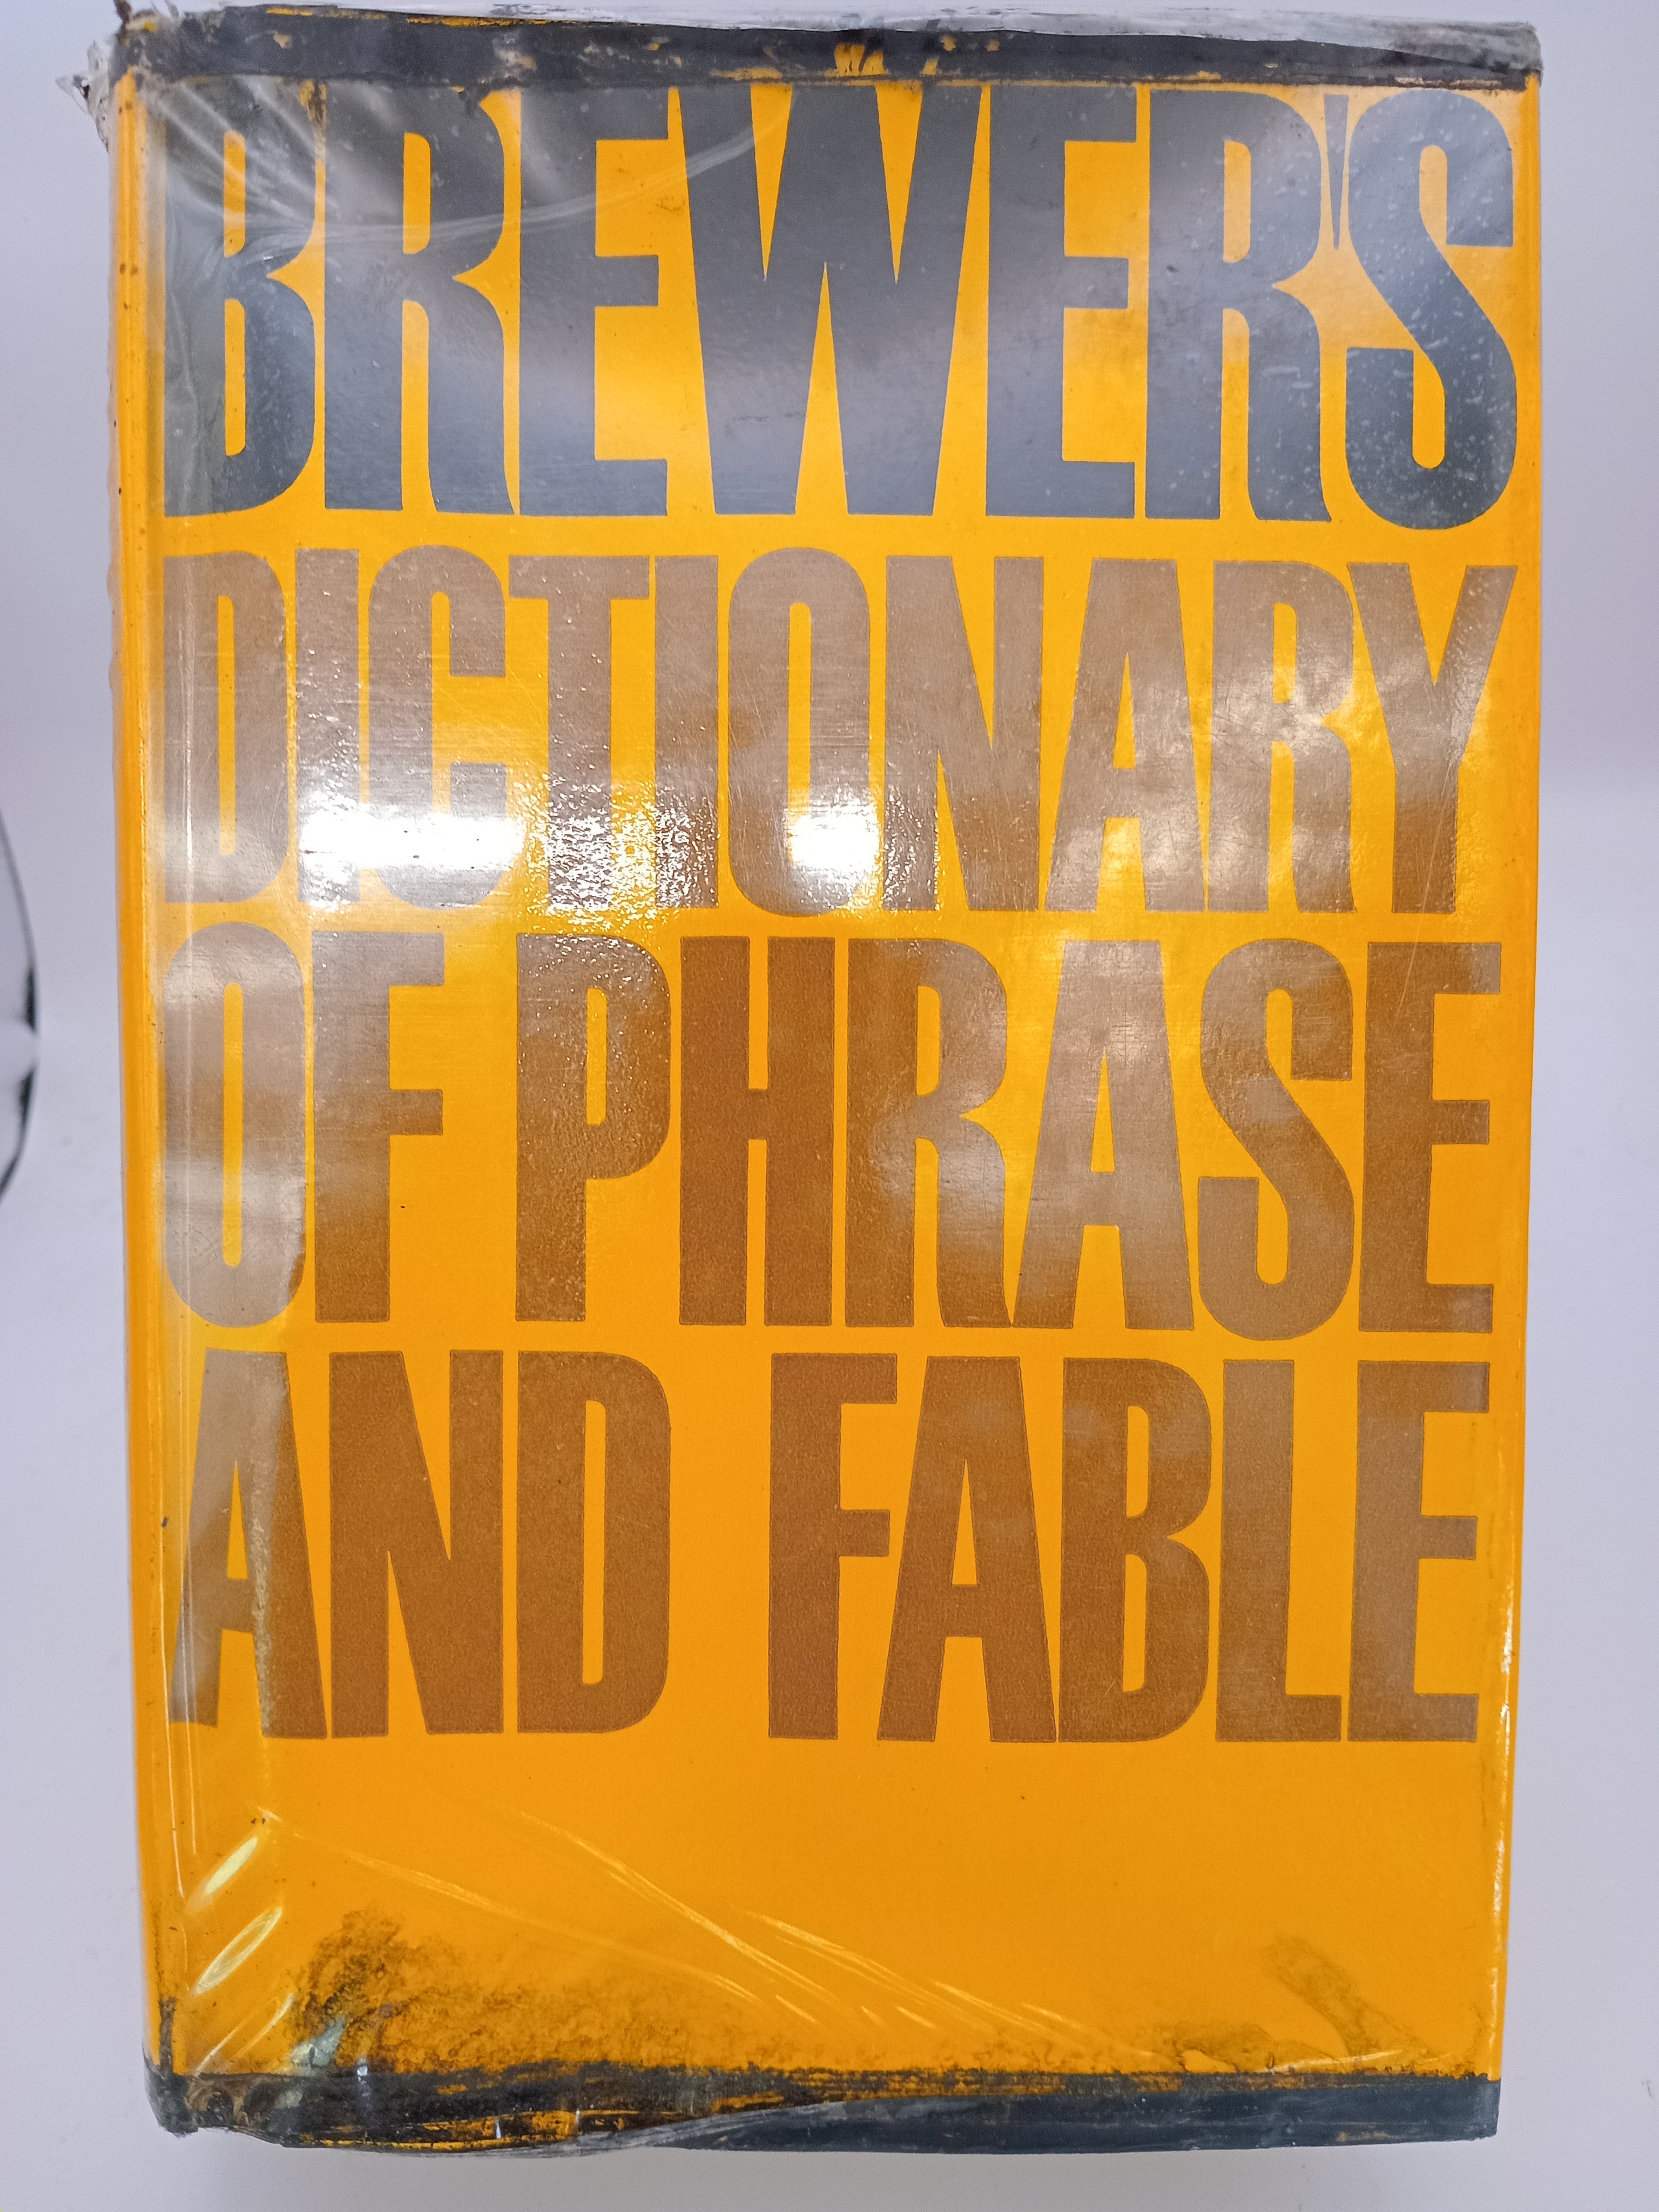 BREWER'S
DICTIONARY
OF PHRASE
AND FABLE